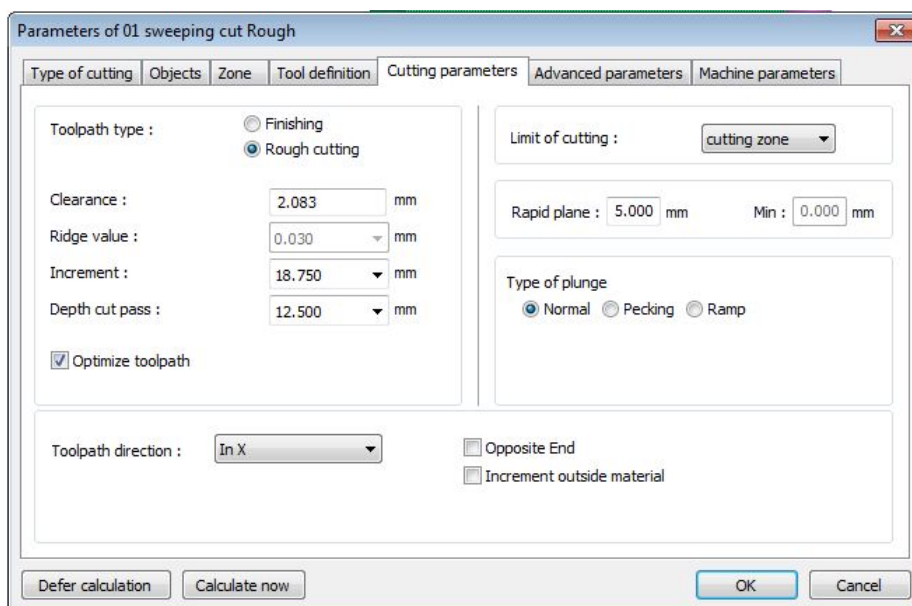 Parameters of 01 sweeping cut Rough
Type of cutting Objects Zone Tool definition Cutting parameters Advanced parameters Machine parameters
Toolpath type :
Finishing
Rough cutting
Clearance : 2.083 mm
Ridge value : 0.030 mm
Increment : 18.750 mm
Depth cut pass : 12.500 mm
Optimize toolpath
Limit of cutting : cutting zone
Rapid plane : 5.000 mm Min : 0.000 mm
Type of plunge
Normal Pecking Ramp
Toolpath direction : In X
Opposite End
Increment outside material
Defer calculation Calculate now OK Cancel